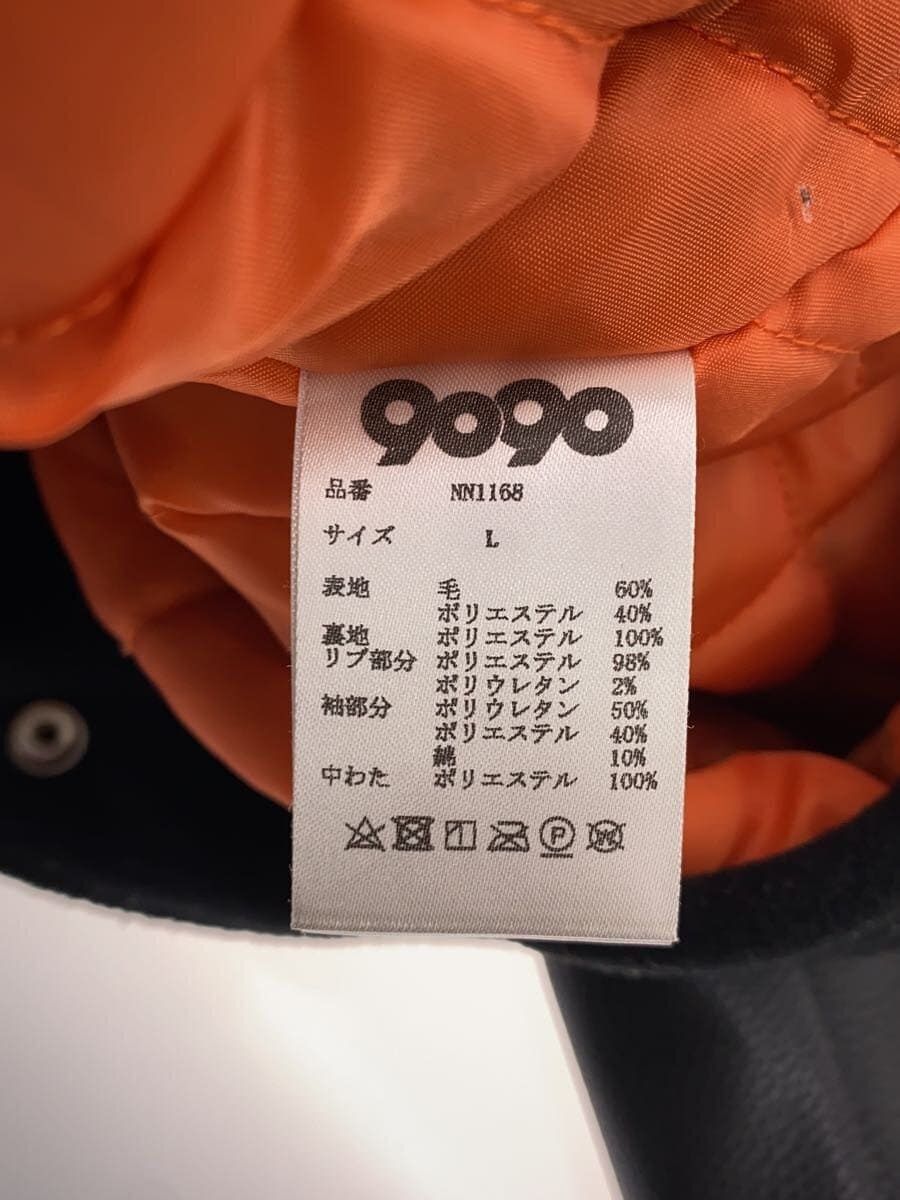 9090
品番 NN1168
サイズ L
表地 毛 60%
ポリエステル 40%
裏地 ポリエステル 100%
リブ部分 ポリエステル 98%
ポリウレタン 2%
袖部分 ポリウレタン 50%
ポリエステル 40%
綿 10%
中わた ポリエステル 100%
P W